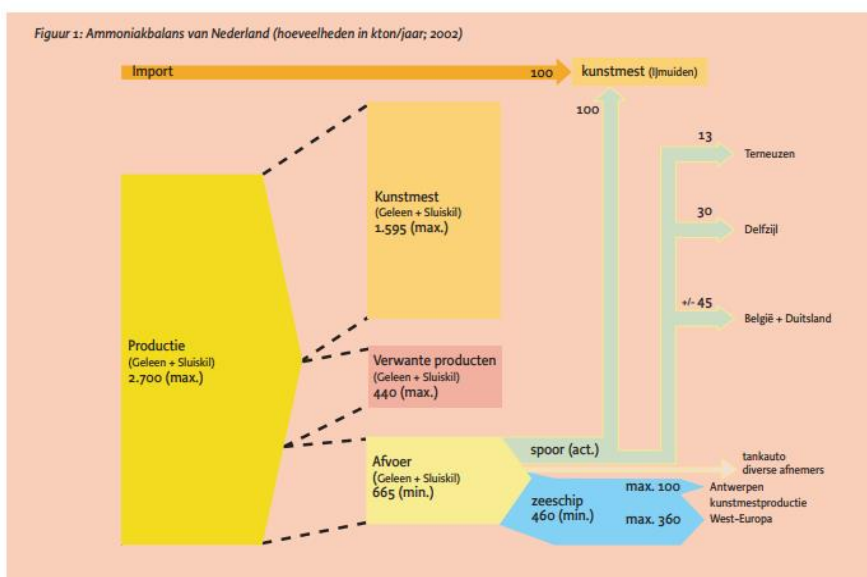 Figuur 1: Ammoniakbalans van Nederland (hoeveelheden in kton/jaar; 2002)
Import
100
kunstmest (IJmuiden)
100
13
Terneuzen
Kunstmest
(Geleen + Sluiskil)
1.595 (max.)
30
Delfzijl
+/- 45
België + Duitsland
Productie
(Geleen + Sluiskil)
2.700 (max.)
Verwante producten
(Geleen + Sluiskil)
440 (max.)
Afvoer
(Geleen + Sluiskil)
665 (min.)
spoor (act.)
tankauto
diverse afnemers
zeeschip
460 (min.)
max. 100
Antwerpen
kunstmestproductie
max. 360
West-Europa